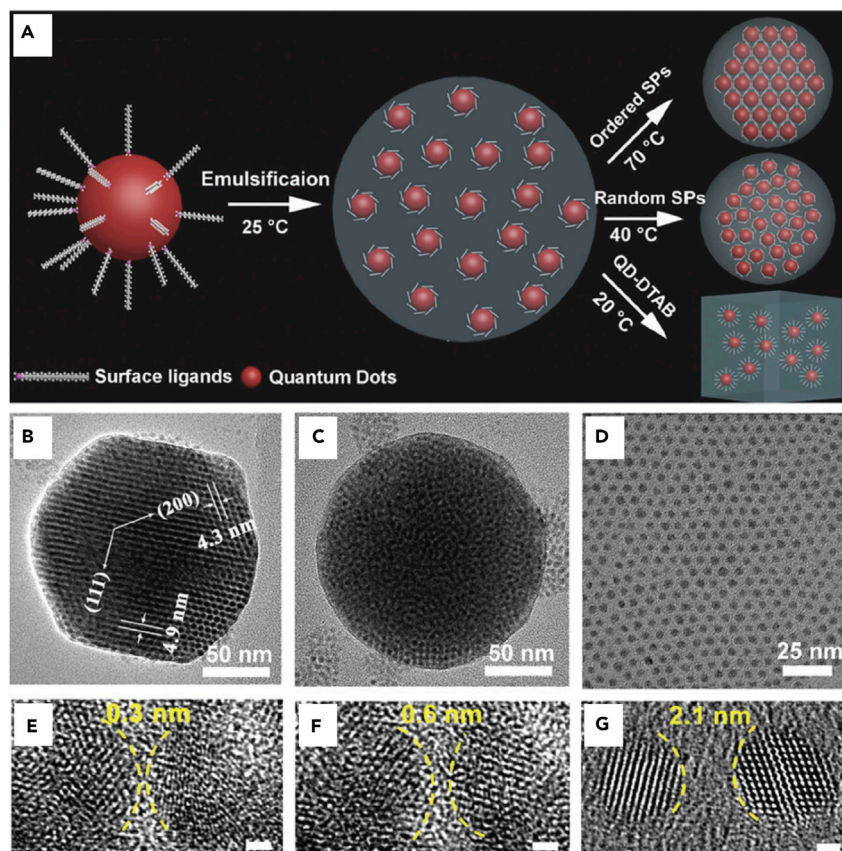 A
Emulsificaion
25 °C
Ordered SPs
70 °C
Random SPs
40 °C
QD-DTAB
20 °C
Surface ligands
Quantum Dots
B
(200)
4.3 nm
(111)
4.9 nm
50 nm
C
50 nm
D
25 nm
E
0.3 nm
F
0.6 nm
G
2.1 nm